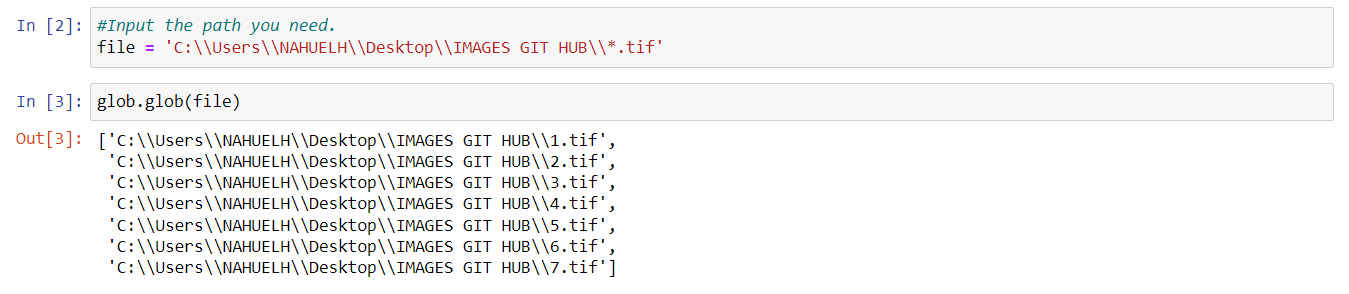 In [2]: #Input the path you need.
file = 'C:\\Users\\NAHUELH\\Desktop\\IMAGES GIT HUB\\*.tif'
In [3]: glob.glob(file)
Out[3]: ['C:\\Users\\NAHUELH\\Desktop\\IMAGES GIT HUB\\1.tif',
'C:\\Users\\NAHUELH\\Desktop\\IMAGES GIT HUB\\2.tif',
'C:\\Users\\NAHUELH\\Desktop\\IMAGES GIT HUB\\3.tif',
'C:\\Users\\NAHUELH\\Desktop\\IMAGES GIT HUB\\4.tif',
'C:\\Users\\NAHUELH\\Desktop\\IMAGES GIT HUB\\5.tif',
'C:\\Users\\NAHUELH\\Desktop\\IMAGES GIT HUB\\6.tif',
'C:\\Users\\NAHUELH\\Desktop\\IMAGES GIT HUB\\7.tif']